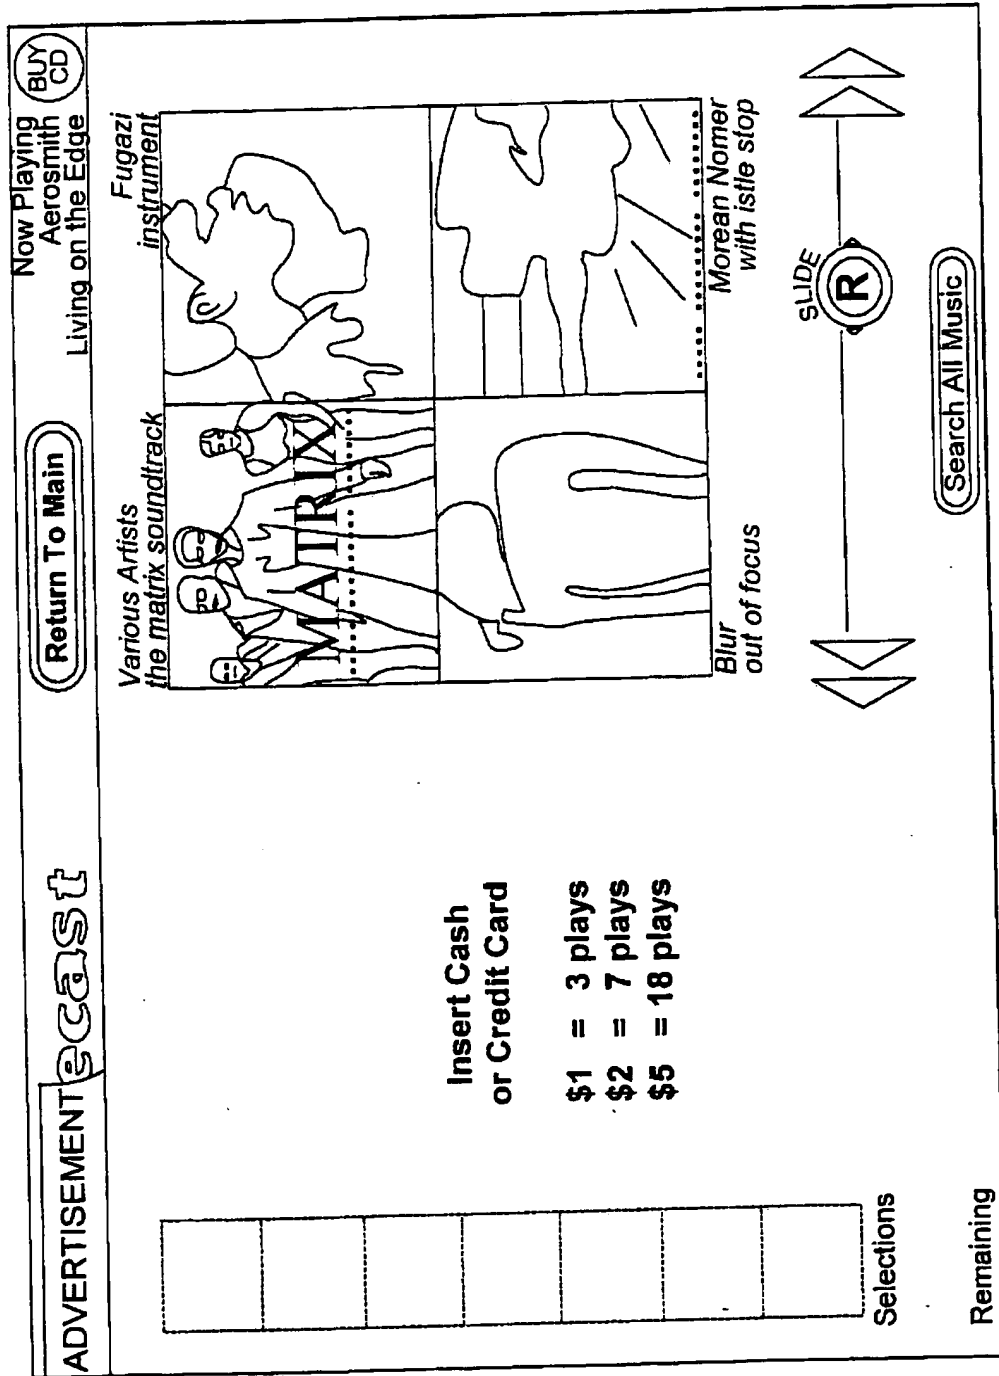 ADVERTISEMENT
ecast
Return To Main
Now Playing
Aerosmith
Living on the Edge
BUY
CD
Various Artists
the matrix soundtrack
Fugazi
instrument
MATRIX
Insert Cash
or Credit Card
$1 = 3 plays
$2 = 7 plays
$5 = 18 plays
Blur
out of focus
Morean Nomer
with istle stop
SLIDE
R
Selections
Search All Music
Remaining